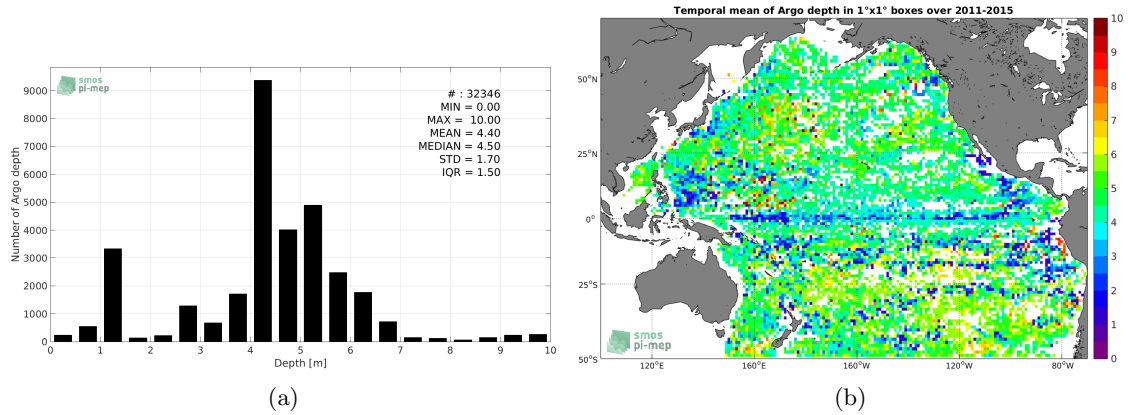 smos
pi-mep
# : 32346
MIN = 0.00
MAX = 10.00
MEAN = 4.40
MEDIAN = 4.50
STD = 1.70
IQR = 1.50
Number of Argo depth
9000
8000
7000
6000
5000
4000
3000
2000
1000
0
0 1 2 3 4 5 6 7 8 9 10
Depth [m]
(a)
Temporal mean of Argo depth in 1°x1° boxes over 2011-2015
50°N
25°N
0°
25°S
50°S
120°E 160°E 160°W 120°W 80°W
smos
pi-mep
10
9
8
7
6
5
4
3
2
1
0
(b)